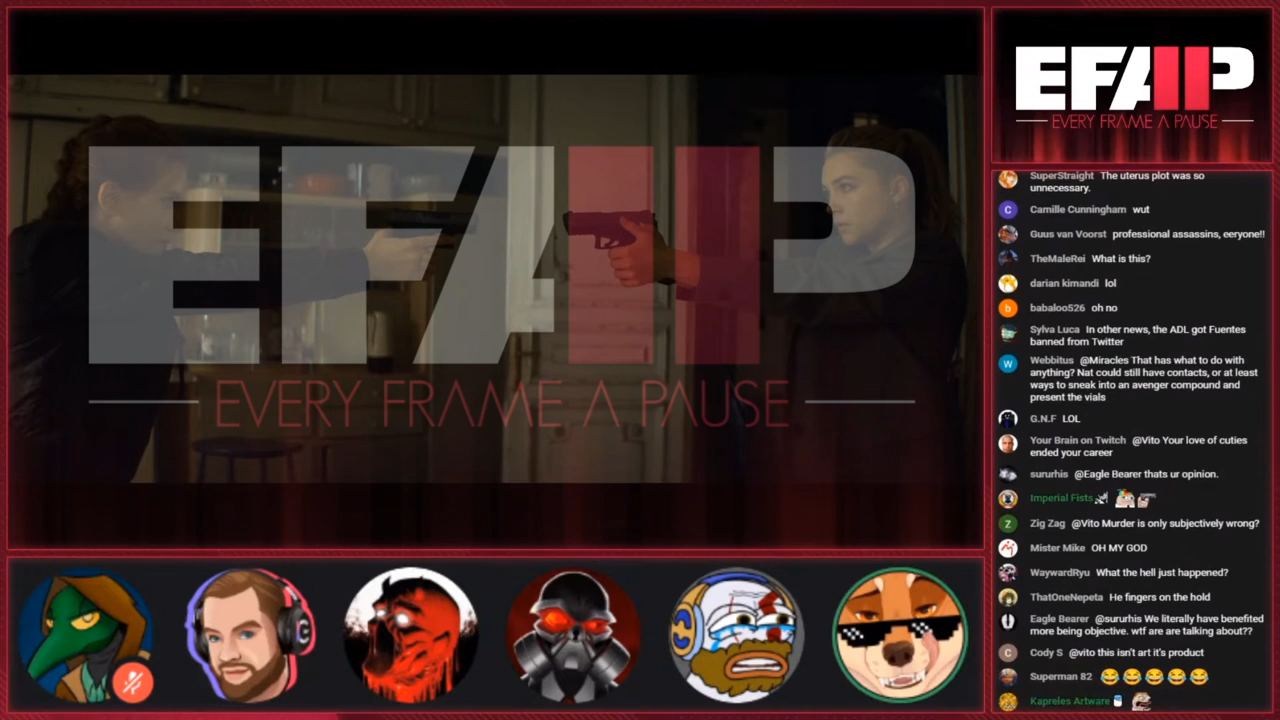 EFAP
EVERY FRAME A PAUSE
EFAP
EVERY FRAME A PAUSE
SuperStraight The uterus plot was so
unnecessary.
C Camille Cunningham wut
Guus van Voorst professional assassins, eeryone!!
TheMaleRei What is this?
darian kimandi lol
b babaloo526 oh no
Sylva Luca In other news, the ADL got Fuentes
banned from Twitter
W Webbitus @Miracles That has what to do with
anything? Nat could still have contacts, or at least
ways to sneak into an avenger compound and
present the vials
G.N.F LOL
Your Brain on Twitch @Vito Your love of cuties
ended your career
sururhis @Eagle Bearer thats ur opinion.
Imperial Fists
Z Zig Zag @Vito Murder is only subjectively wrong?
Mister Mike OH MY GOD
WaywardRyu What the hell just happened?
ThatOneNepeta He fingers on the hold
Eagle Bearer @sururhis We literally have benefited
more being objective. wtf are are talking about??
C Cody S @vito this isn't art it's product
Superman 82 😂😂😂😂😂
Kapreles Artware